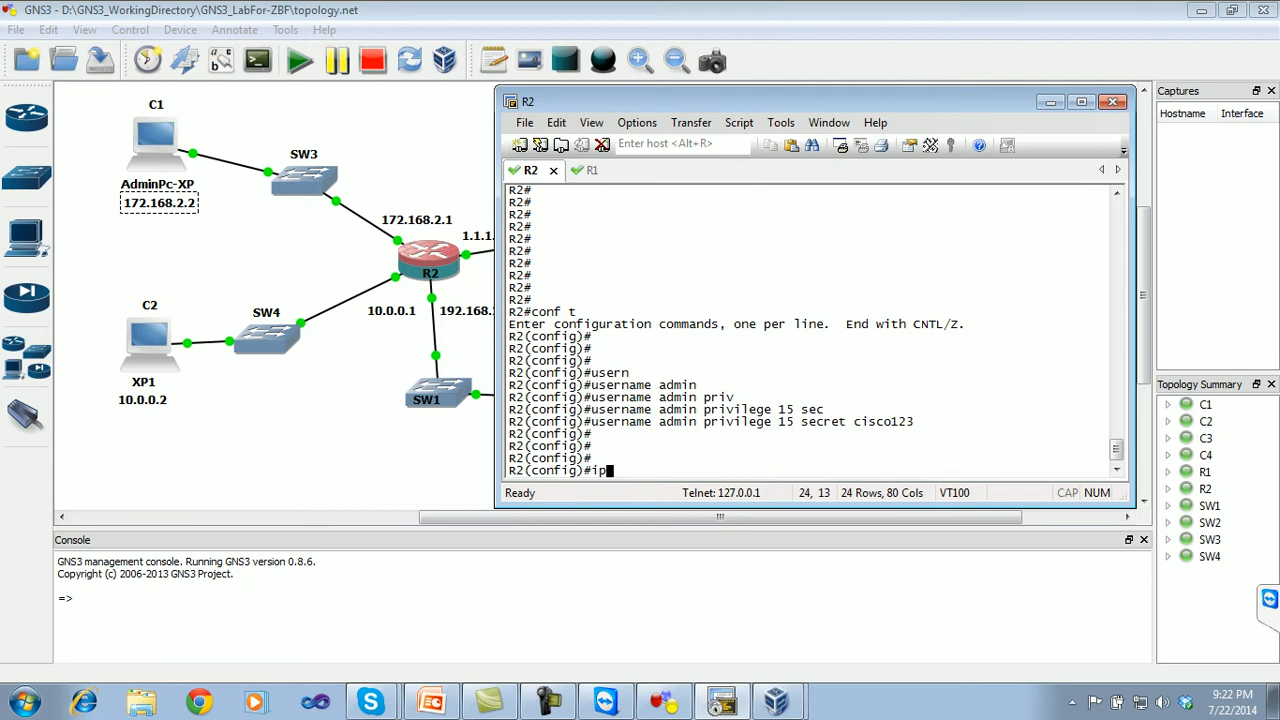 GNS3 - D:\GNS3_WorkingDirectory\GNS3_LabFor-ZBF\topology.net
File Edit View Control Device Annotate Tools Help
C1
AdminPc-XP
172.168.2.2
SW3
172.168.2.1
1.1.1.
R2
C2
XP1
10.0.0.2
SW4
10.0.0.1
192.168.
SW1
R2
File Edit View Options Transfer Script Tools Window Help
Enter host <Alt+R>
R2
R1
R2#
R2#
R2#
R2#
R2#
R2#
R2#
R2#
R2#
R2#
R2#conf t
Enter configuration commands, one per line.  End with CNTL/Z.
R2(config)#
R2(config)#
R2(config)#
R2(config)#usern
R2(config)#username admin
R2(config)#username admin priv
R2(config)#username admin privilege 15 sec
R2(config)#username admin privilege 15 secret cisco123
R2(config)#
R2(config)#
R2(config)#
R2(config)#ip
Ready Telnet: 127.0.0.1 24, 13 24 Rows, 80 Cols VT100 CAP NUM
Captures
Hostname Interface
Topology Summary
C1
C2
C3
C4
R1
R2
SW1
SW2
SW3
SW4
Console
GNS3 management console. Running GNS3 version 0.8.6.
Copyright (c) 2006-2013 GNS3 Project.
=>
9:22 PM
7/22/2014